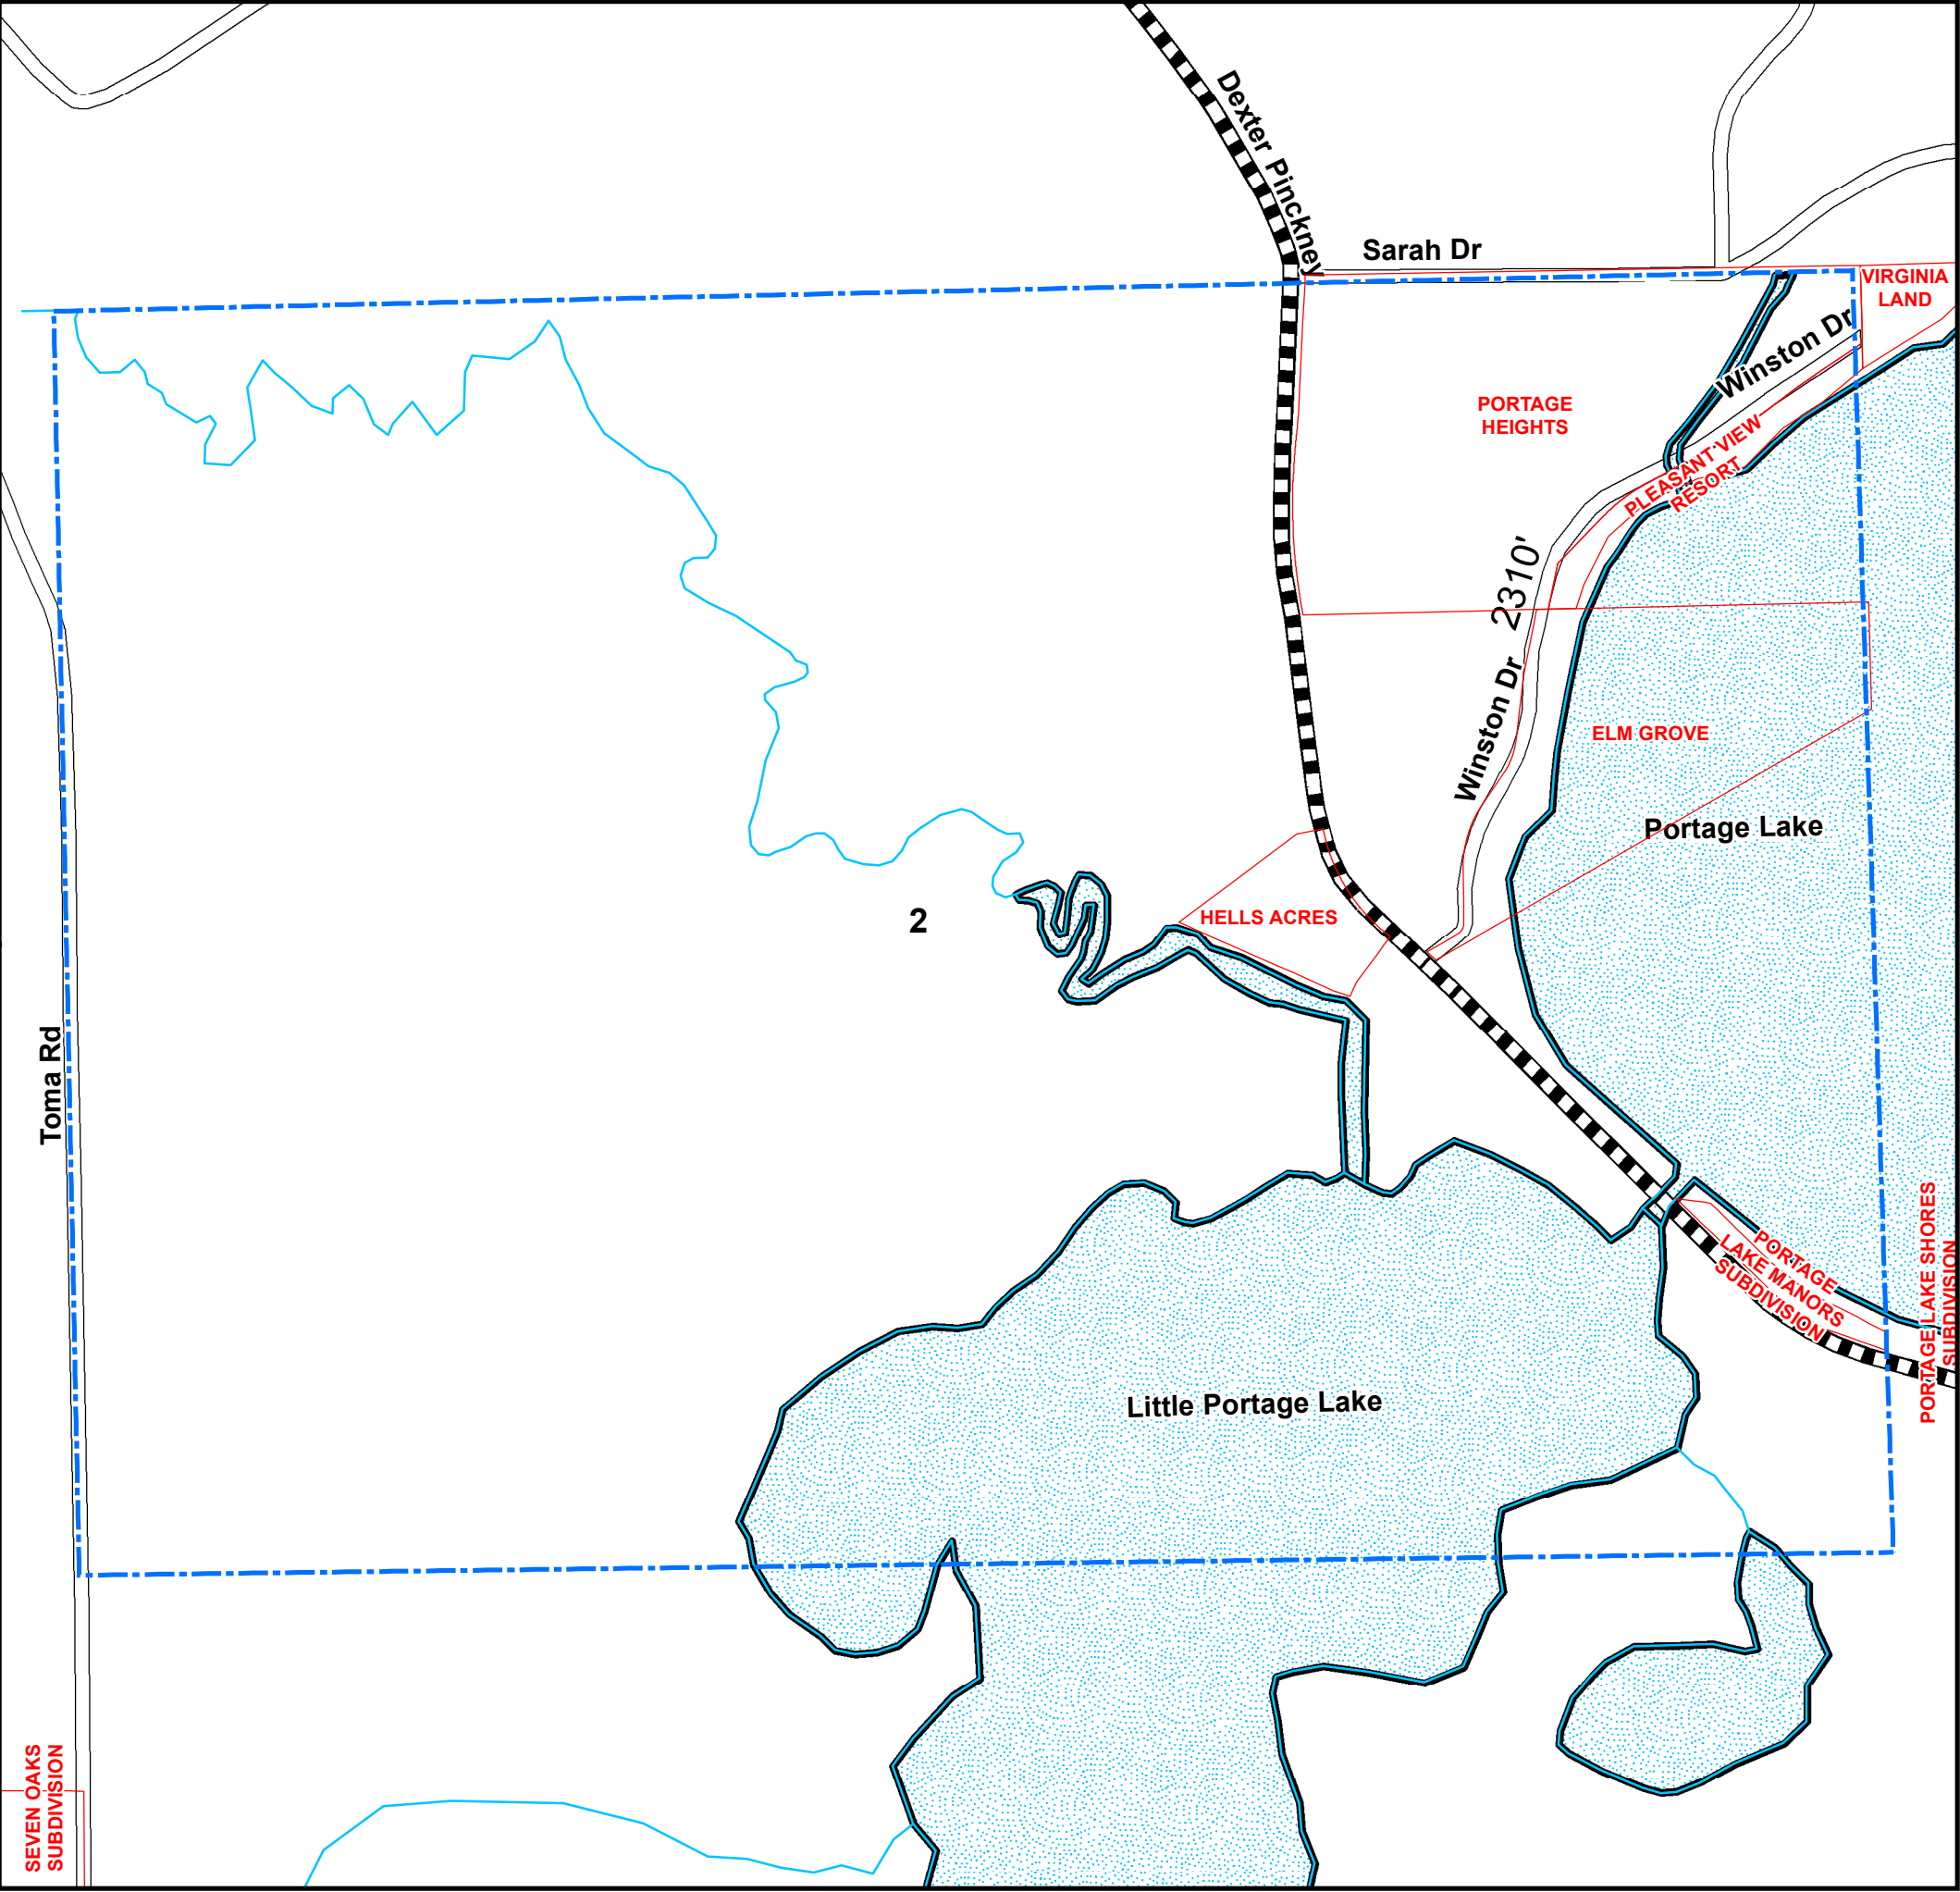 Dexter Pinckney
Sarah Dr
VIRGINIA
LAND
Winston Dr
PORTAGE
HEIGHTS
PLEASANT VIEW
RESORT
2310'
Winston Dr
ELM GROVE
Portage Lake
HELLS ACRES
2
Toma Rd
PORTAGE
LAKE MANORS
SUBDIVISION
PORTAGE LAKE SHORES
SUBDIVISION
Little Portage Lake
SEVEN OAKS
SUBDIVISION